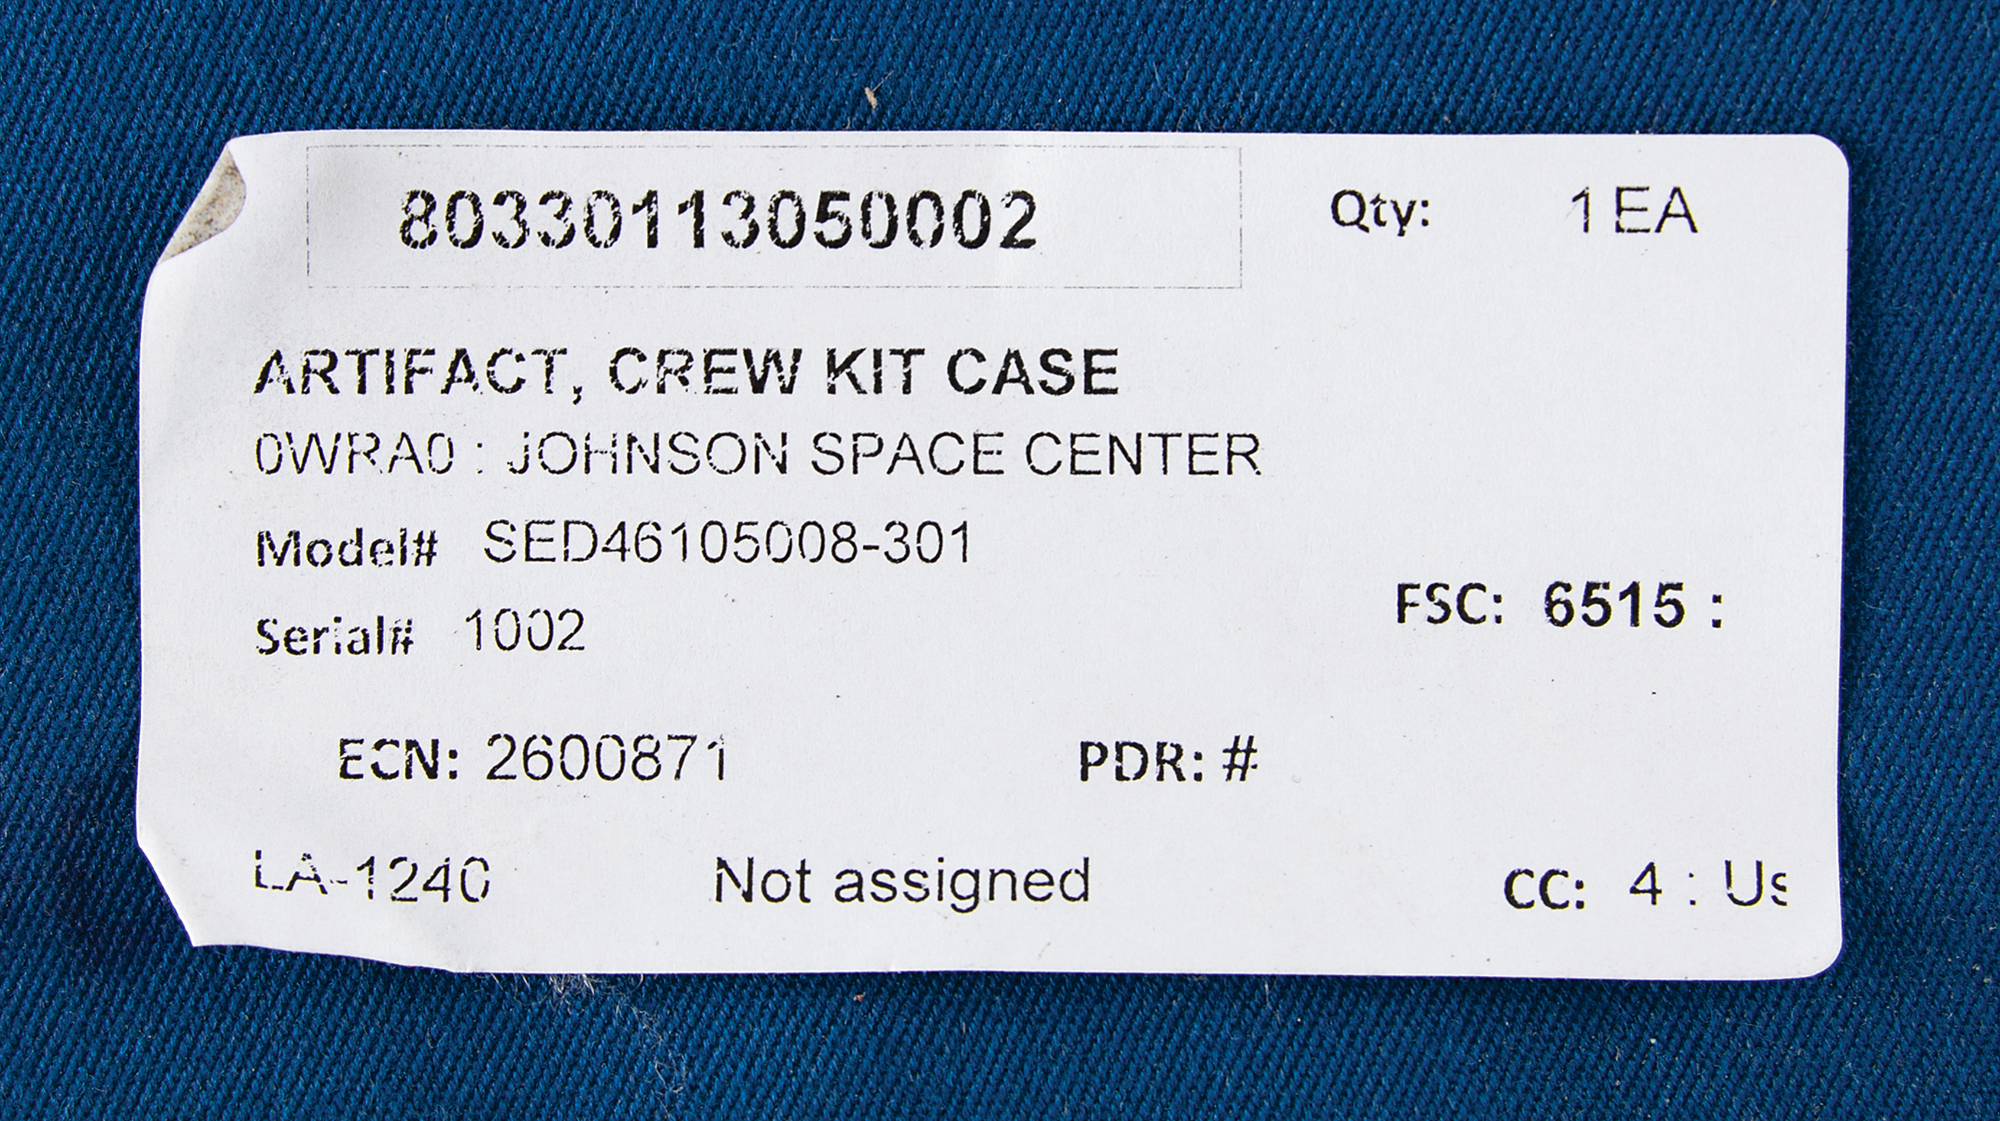 80330113050002 Qty: 1 EA
ARTIFACT, CREW KIT CASE
0WRA0 : JOHNSON SPACE CENTER
Model# SED46105008-301
FSC: 6515 :
Serial# 1002
ECN: 2600871 PDR: #
LA-1240 Not assigned CC: 4 : Us